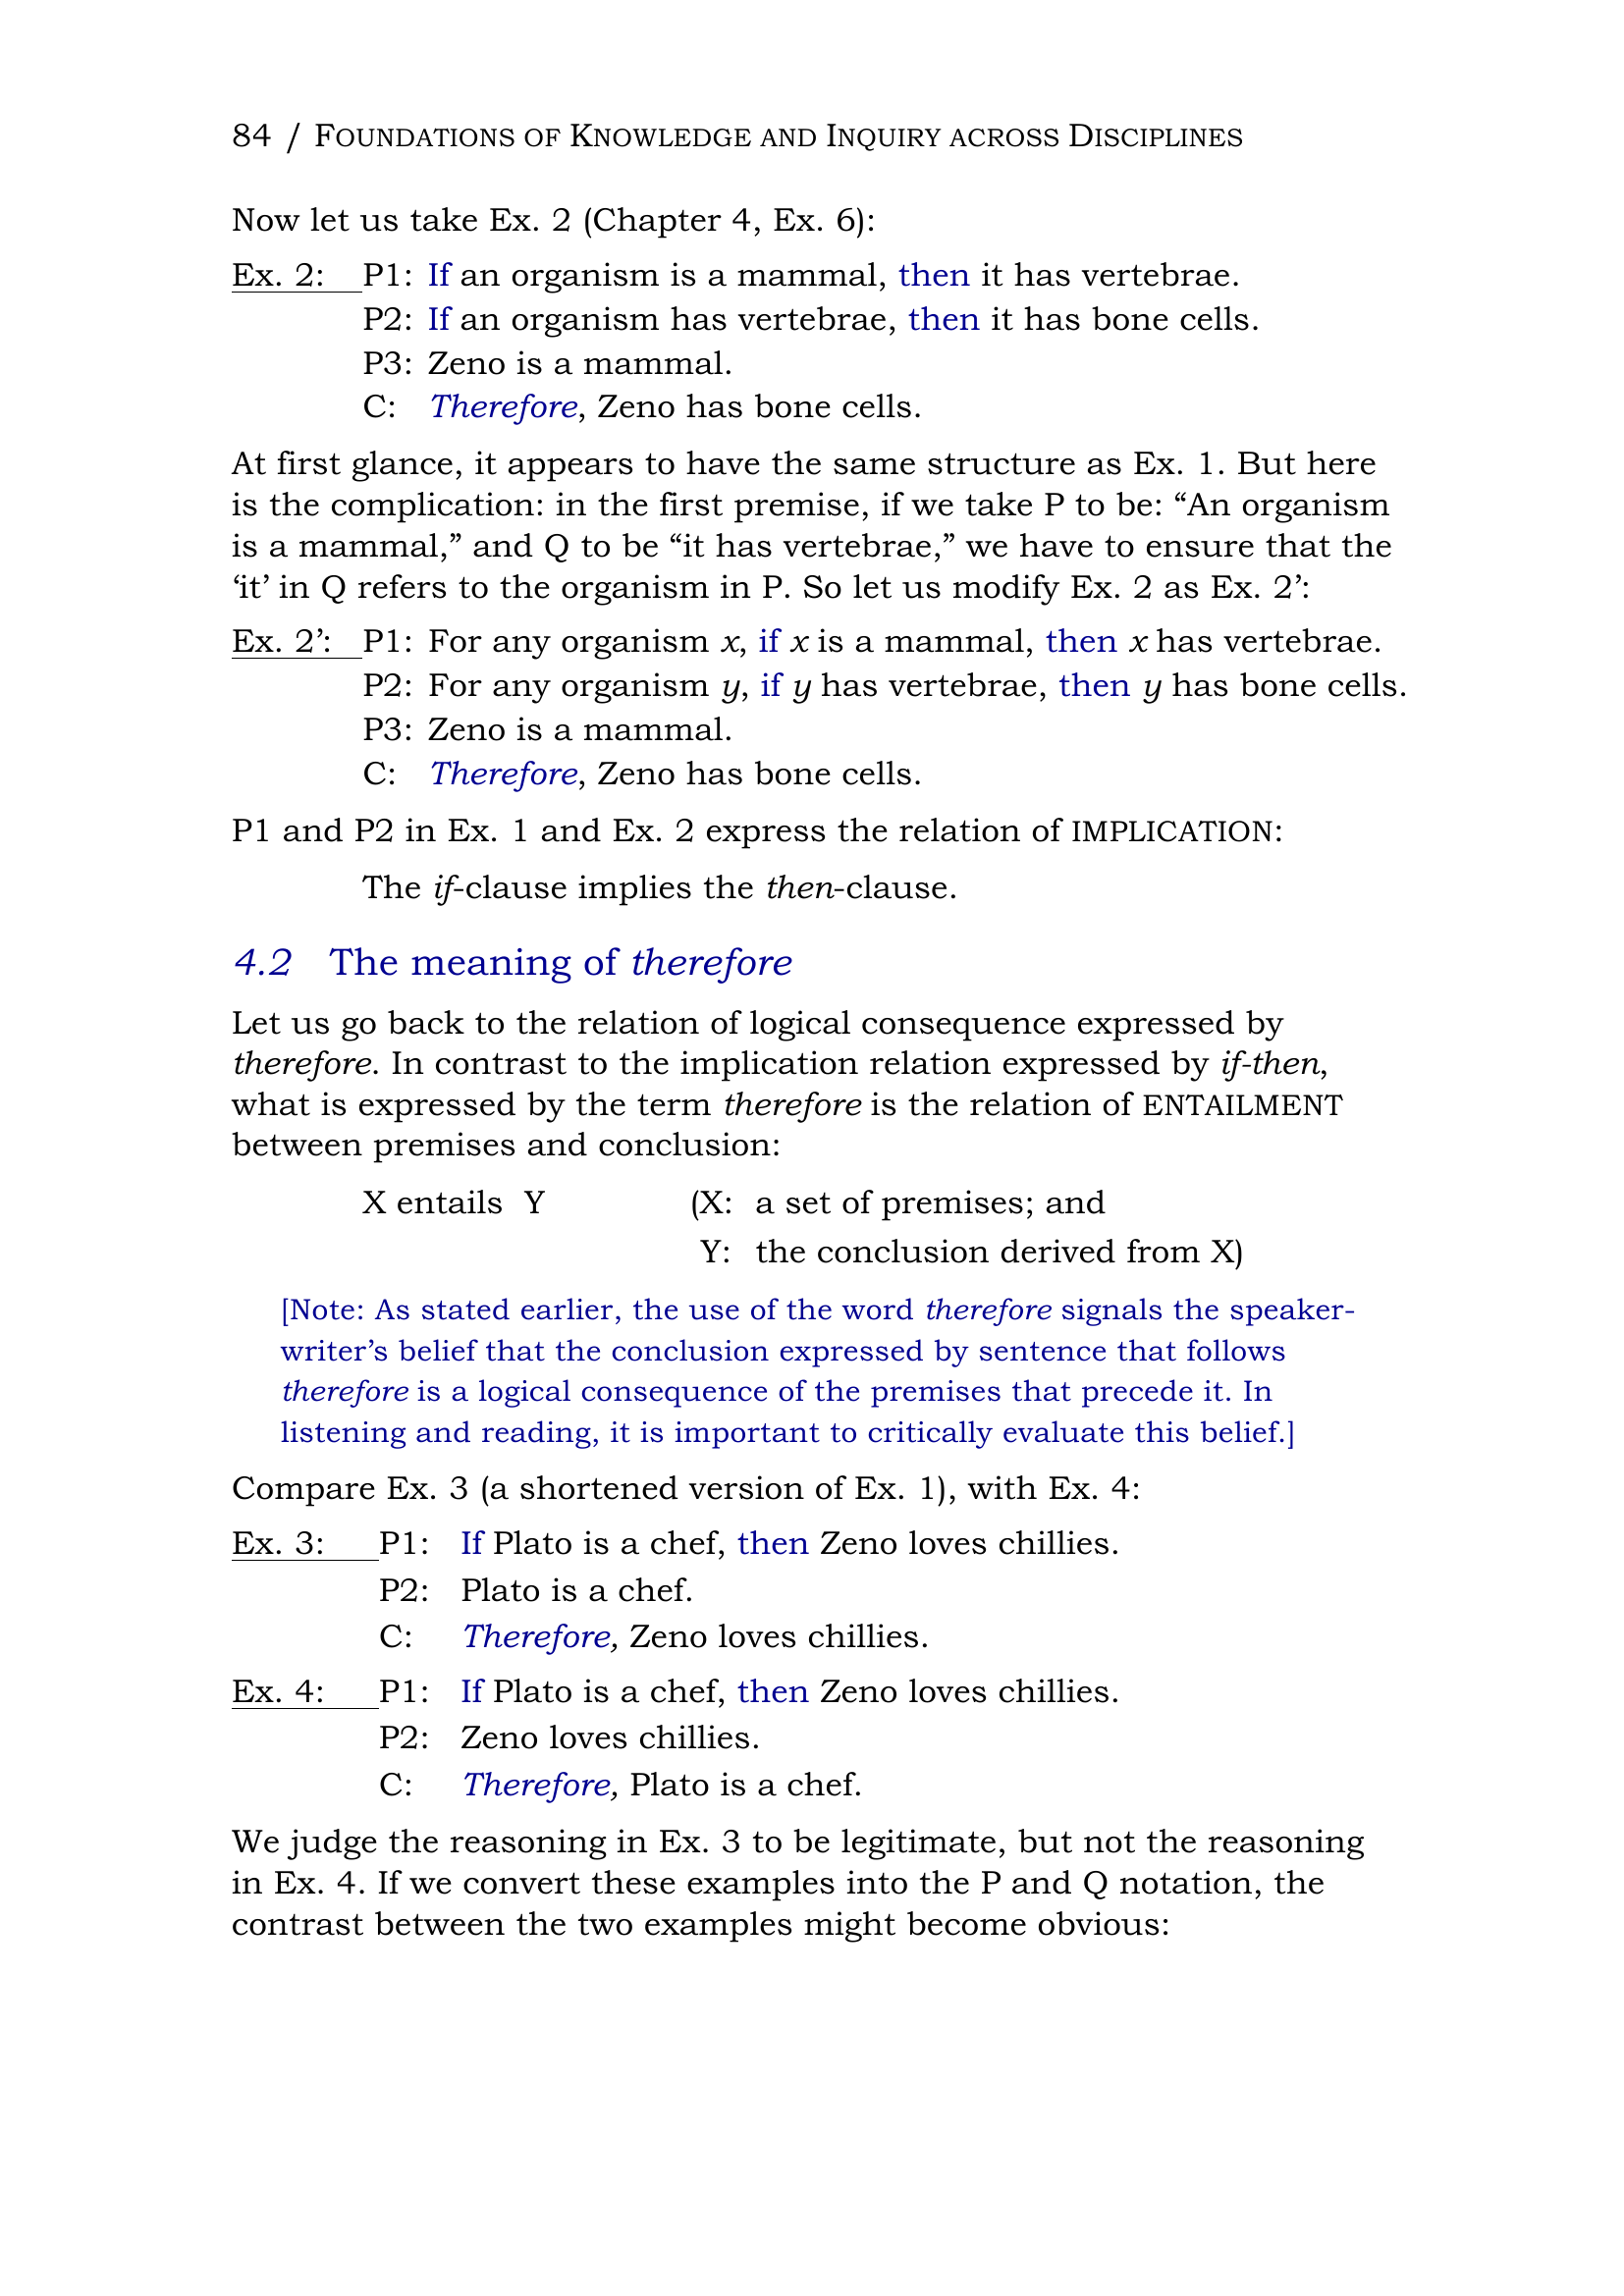 84 / FOUNDATIONS OF KNOWLEDGE AND INQUIRY ACROSS DISCIPLINES
Now let us take Ex. 2 (Chapter 4, Ex. 6):
Ex. 2: P1: If an organism is a mammal, then it has vertebrae.
P2: If an organism has vertebrae, then it has bone cells.
P3: Zeno is a mammal.
C: Therefore, Zeno has bone cells.
At first glance, it appears to have the same structure as Ex. 1. But here
is the complication: in the first premise, if we take P to be: “An organism
is a mammal,” and Q to be “it has vertebrae,” we have to ensure that the
‘it’ in Q refers to the organism in P. So let us modify Ex. 2 as Ex. 2’:
Ex. 2’: P1: For any organism x, if x is a mammal, then x has vertebrae.
P2: For any organism y, if y has vertebrae, then y has bone cells.
P3: Zeno is a mammal.
C: Therefore, Zeno has bone cells.
P1 and P2 in Ex. 1 and Ex. 2 express the relation of IMPLICATION:
The if-clause implies the then-clause.
4.2 The meaning of therefore
Let us go back to the relation of logical consequence expressed by
therefore. In contrast to the implication relation expressed by if-then,
what is expressed by the term therefore is the relation of ENTAILMENT
between premises and conclusion:
X entails Y (X: a set of premises; and
Y: the conclusion derived from X)
[Note: As stated earlier, the use of the word therefore signals the speaker-
writer’s belief that the conclusion expressed by sentence that follows
therefore is a logical consequence of the premises that precede it. In
listening and reading, it is important to critically evaluate this belief.]
Compare Ex. 3 (a shortened version of Ex. 1), with Ex. 4:
Ex. 3: P1: If Plato is a chef, then Zeno loves chillies.
P2: Plato is a chef.
C: Therefore, Zeno loves chillies.
Ex. 4: P1: If Plato is a chef, then Zeno loves chillies.
P2: Zeno loves chillies.
C: Therefore, Plato is a chef.
We judge the reasoning in Ex. 3 to be legitimate, but not the reasoning
in Ex. 4. If we convert these examples into the P and Q notation, the
contrast between the two examples might become obvious: